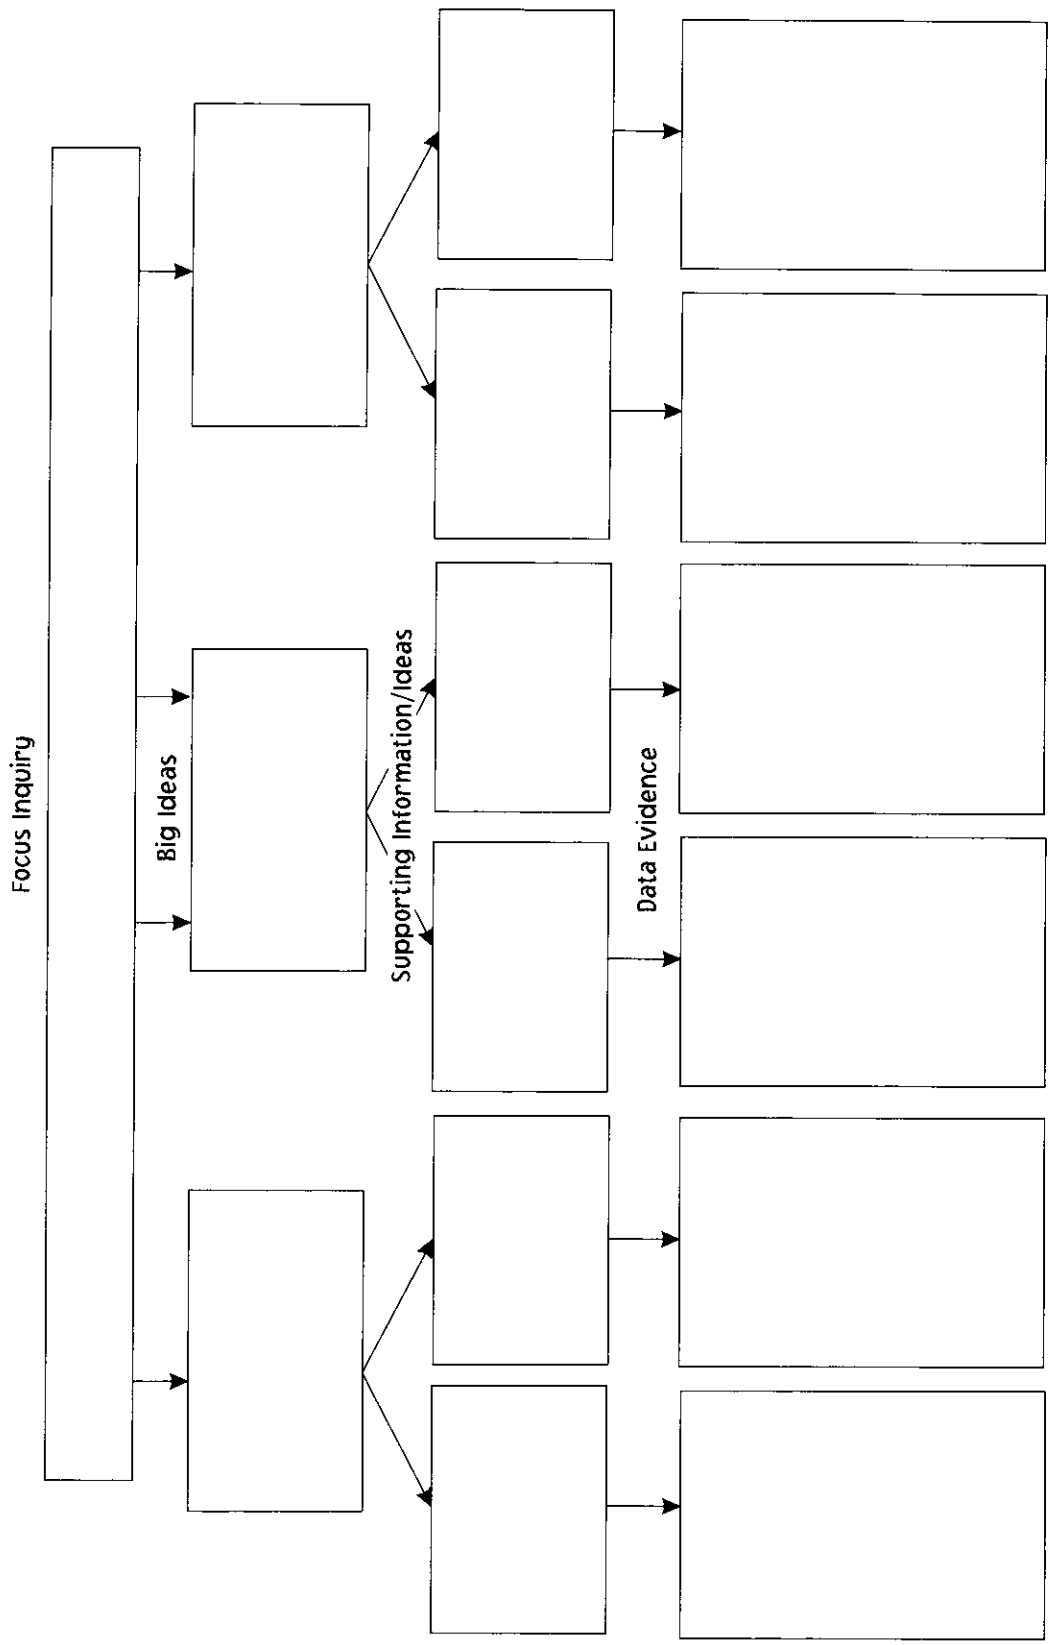 Focus Inquiry
Big Ideas
Supporting Information/Ideas
Data Evidence